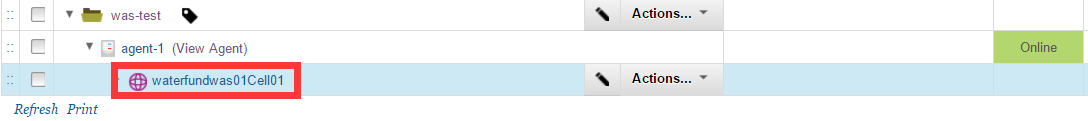 :: was-test Actions...
:: agent-1 (View Agent) Online
:: waterfundwas01Cell01 Actions...
Refresh Print